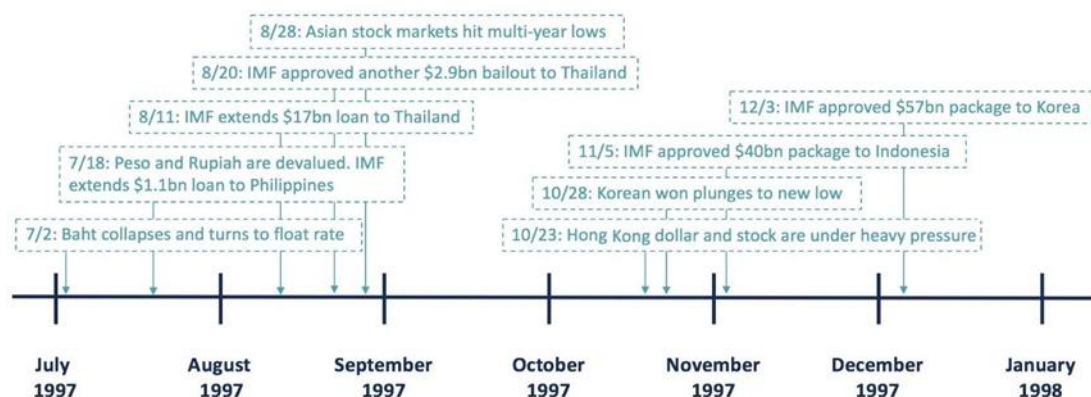 8/28: Asian stock markets hit multi-year lows
8/20: IMF approved another $2.9bn bailout to Thailand
8/11: IMF extends $17bn loan to Thailand
12/3: IMF approved $57bn package to Korea
7/18: Peso and Rupiah are devalued. IMF
extends $1.1bn loan to Philippines
11/5: IMF approved $40bn package to Indonesia
10/28: Korean won plunges to new low
7/2: Baht collapses and turns to float rate
10/23: Hong Kong dollar and stock are under heavy pressure
July
1997
August
1997
September
1997
October
1997
November
1997
December
1997
January
1998